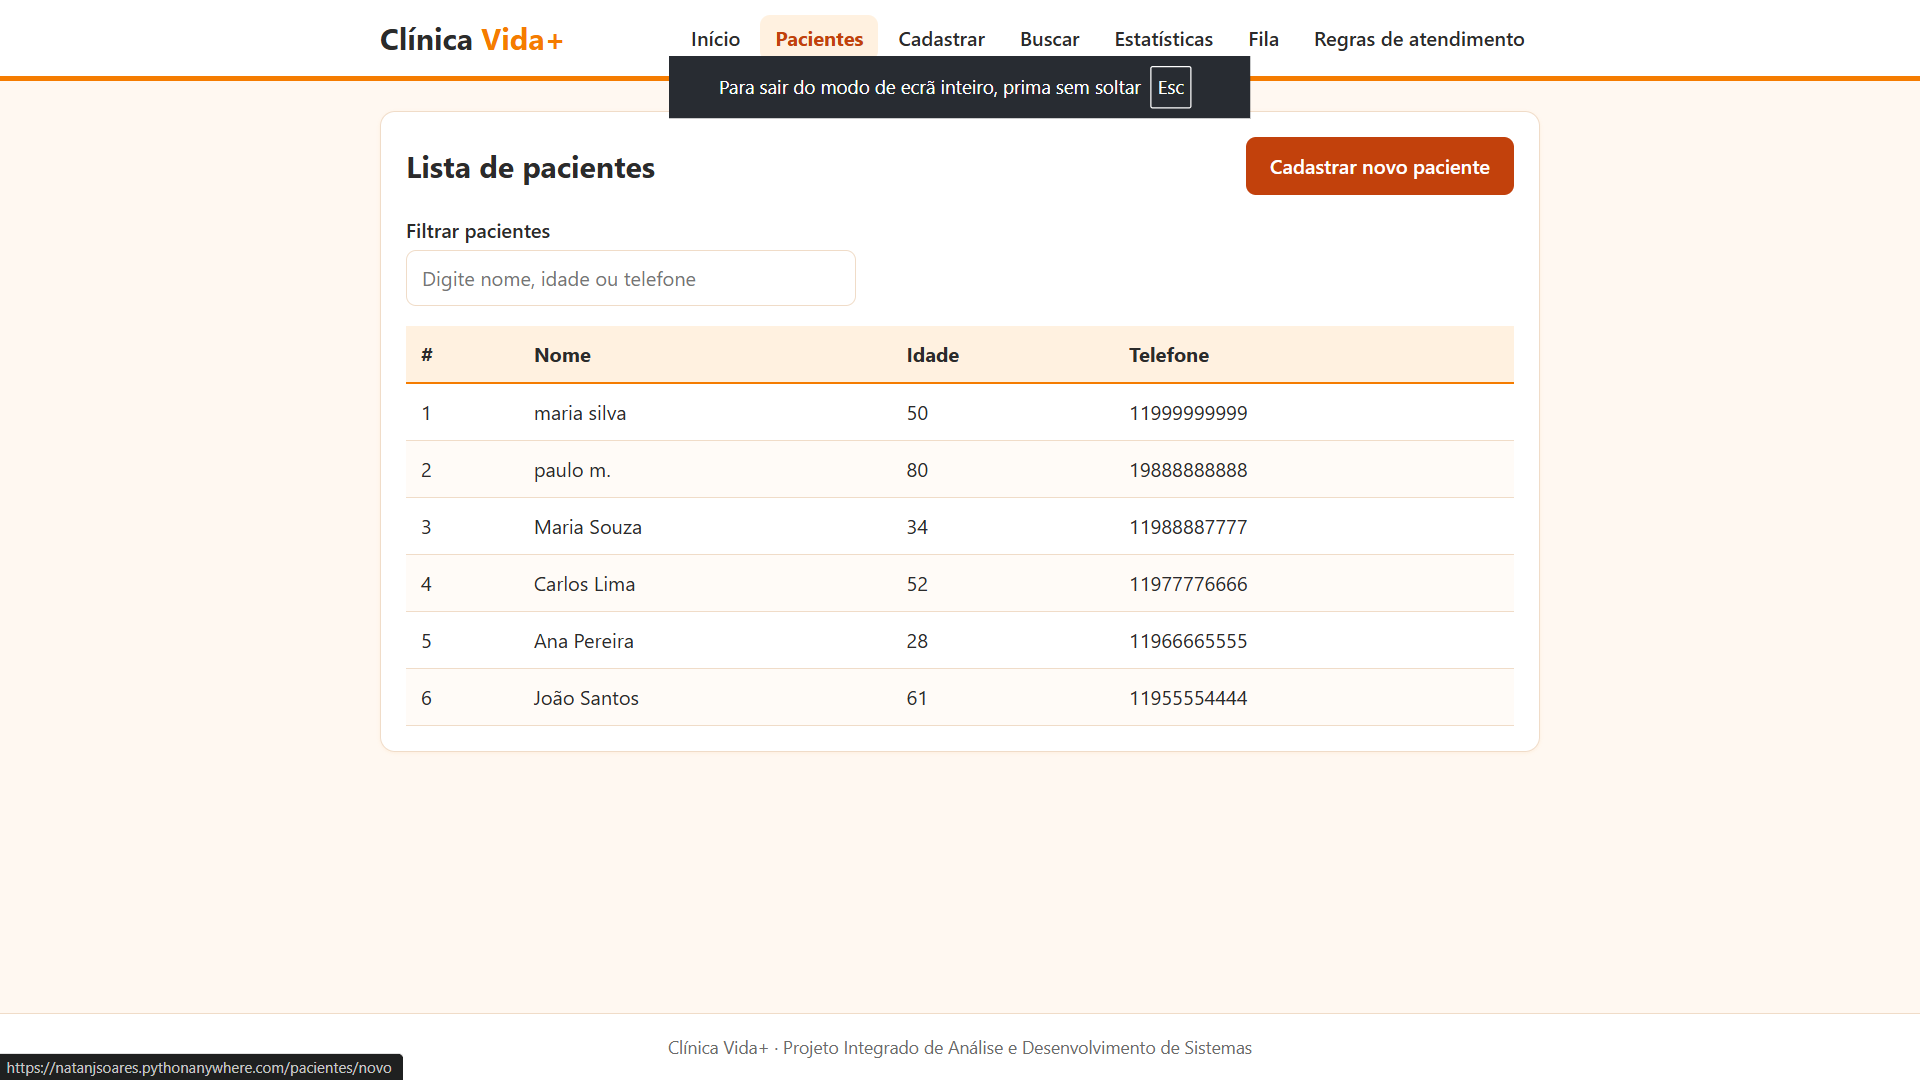 Clínica Vida+
Início Pacientes Cadastrar Buscar Estatísticas Fila Regras de atendimento
Para sair do modo de ecrã inteiro, prima sem soltar Esc
Lista de pacientes
Cadastrar novo paciente
Filtrar pacientes
Digite nome, idade ou telefone
# Nome Idade Telefone
1 maria silva 50 11999999999
2 paulo m. 80 19888888888
3 Maria Souza 34 11988887777
4 Carlos Lima 52 11977776666
5 Ana Pereira 28 11966665555
6 João Santos 61 11955554444
Clínica Vida+ · Projeto Integrado de Análise e Desenvolvimento de Sistemas
https://natanjsoares.pythonanywhere.com/pacientes/novo